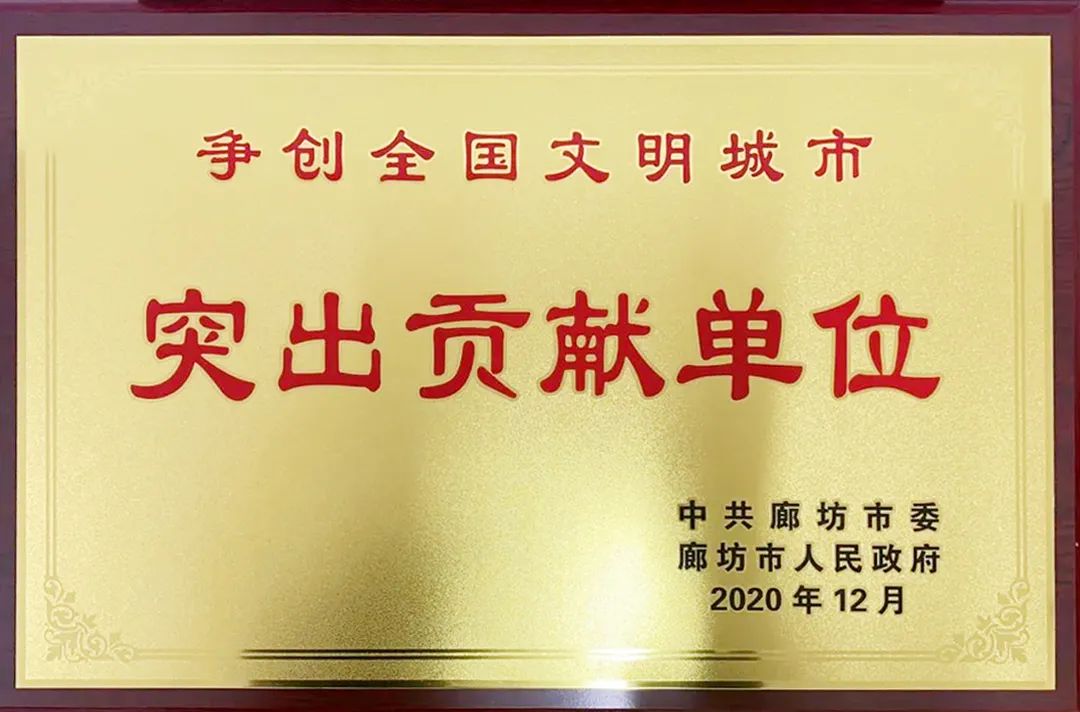 争创全国文明城市
突出贡献单位
中共廊坊市委
廊坊市人民政府
2020年12月